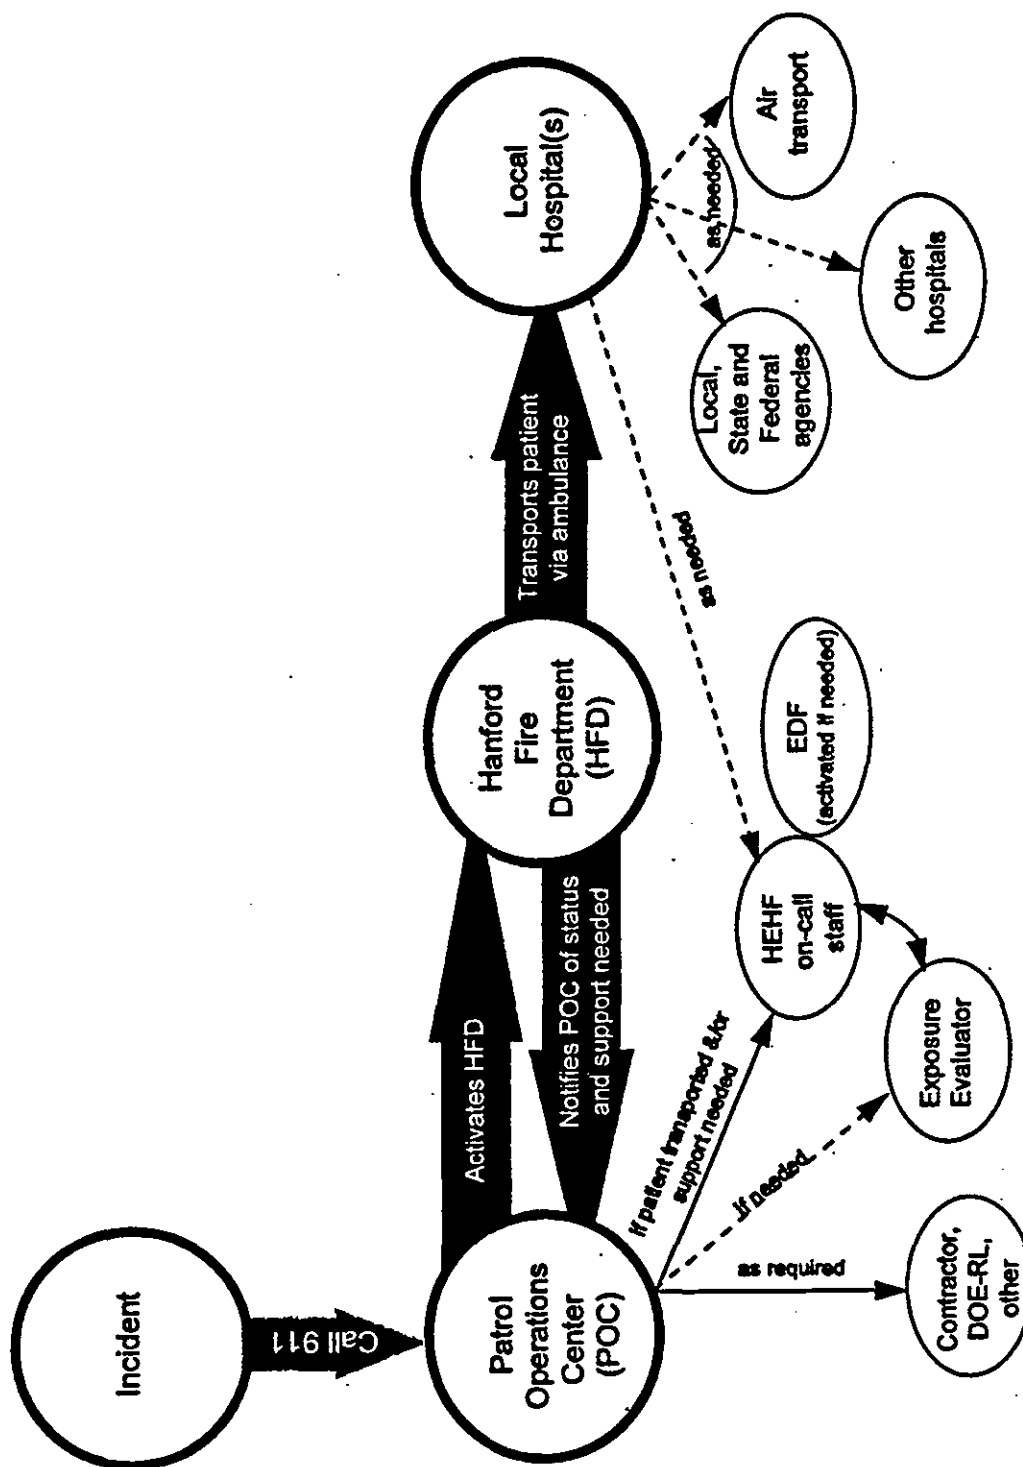 Incident
Call 911
Patrol
Operations
Center
(POC)
Activates HFD
Notifies POC of status
and support needed
Hanford
Fire
Department
(HFD)
Transports patient
via ambulance
Local
Hospital(s)
as needed
Air
transport
Other
hospitals
Local,
State and
Federal
agencies
as needed
If patient transported &/or
support needed
HEHF
on-call
staff
EDF
(activated if needed)
If needed
Exposure
Evaluator
as required
Contractor,
DOE-RL,
other